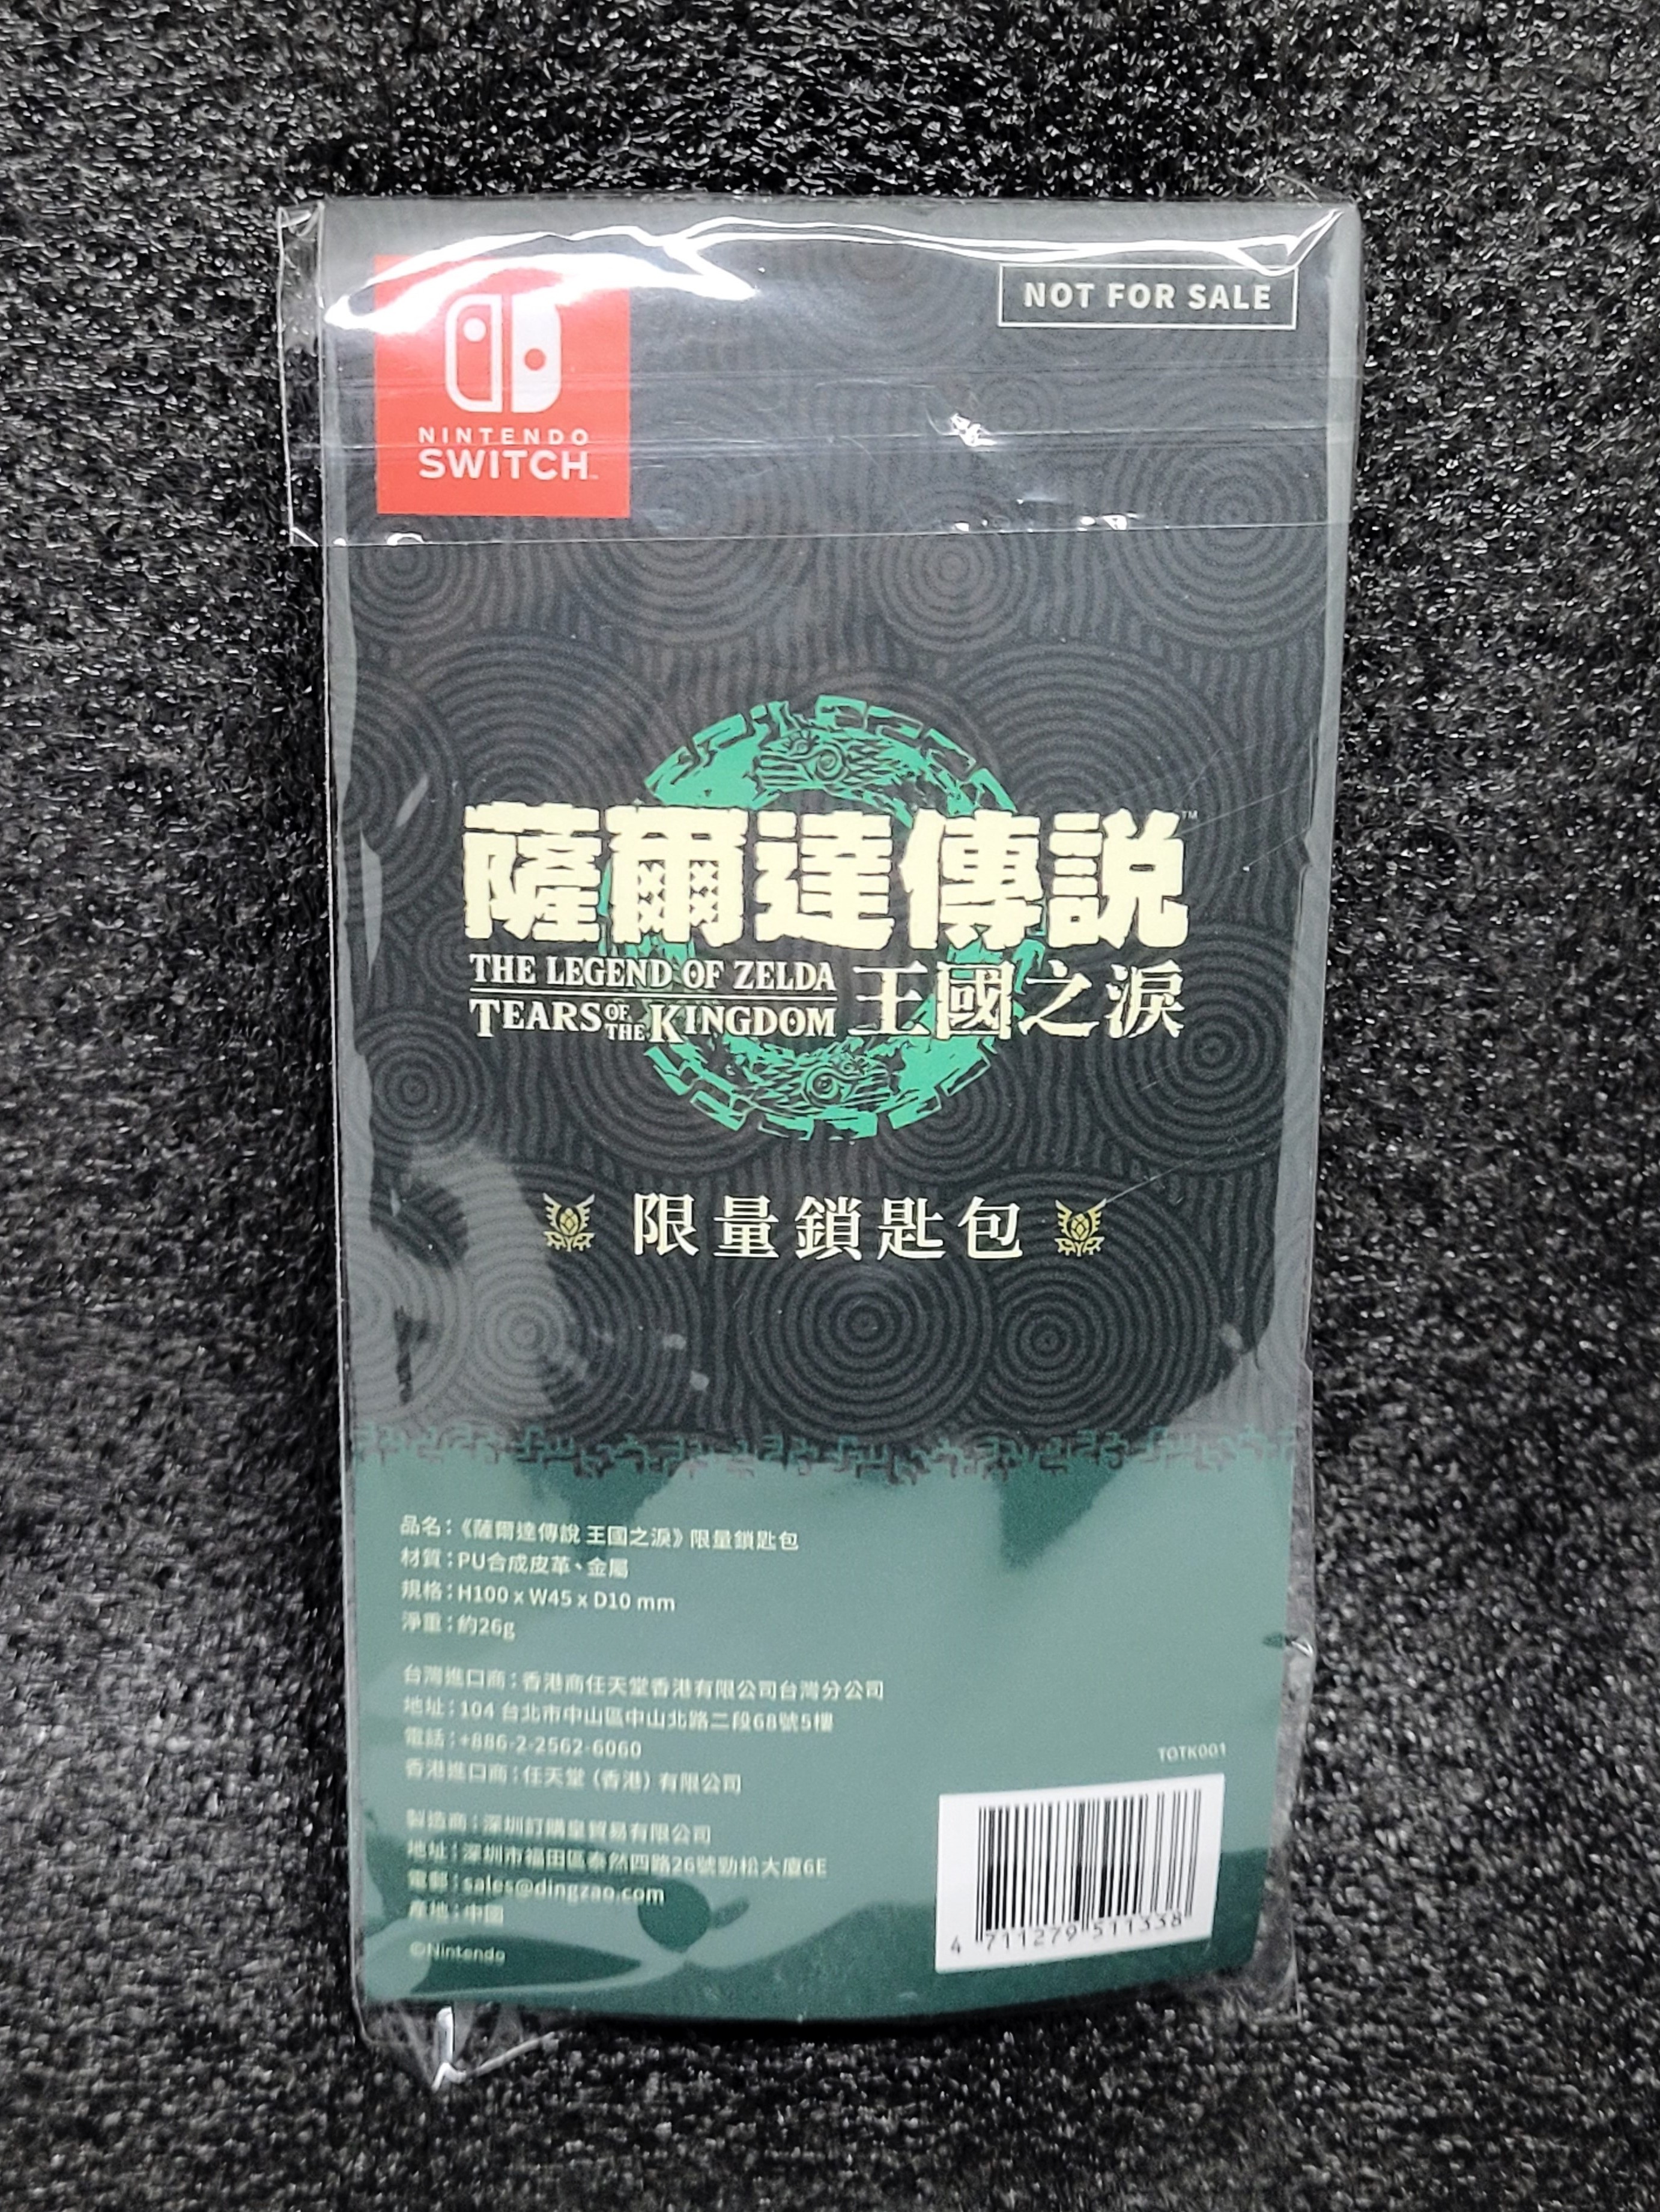 NOT FOR SALE
NINTENDO
SWITCH
薩爾達傳説™
THE LEGEND OF ZELDA
TEARS OF THE KINGDOM
王國之淚
限量鎖匙包
品名：《薩爾達傳說 王國之淚》限量鎖匙包
材質：PU合成皮革、金屬
規格：H100 x W45 x D10 mm
淨重：約26g
台灣進口商：香港商任天堂香港有限公司台灣分公司
地址：104 台北市中山區中山北路二段68號5樓
電話：+886-2-2562-6060
香港進口商：任天堂（香港）有限公司
製造商：深圳訂購皇貿易有限公司
地址：深圳市福田區泰然四路26號勁松大廈6E
電郵：sales@dingzao.com
產地：中國
©Nintendo
TOTK001
4 711279 511338